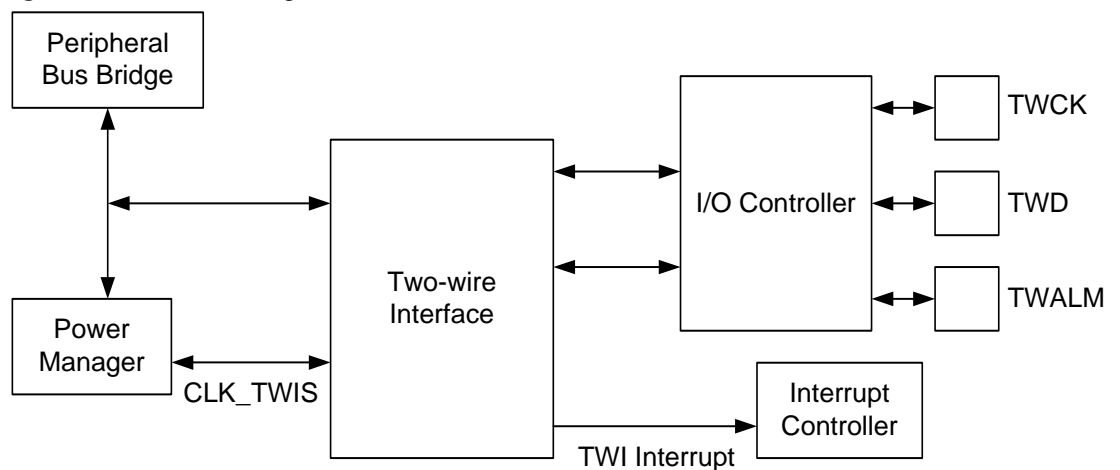 Peripheral
Bus Bridge
TWCK
I/O Controller
TWD
Two-wire
Interface
TWALM
Power
Manager
CLK_TWIS
Interrupt
Controller
TWI Interrupt